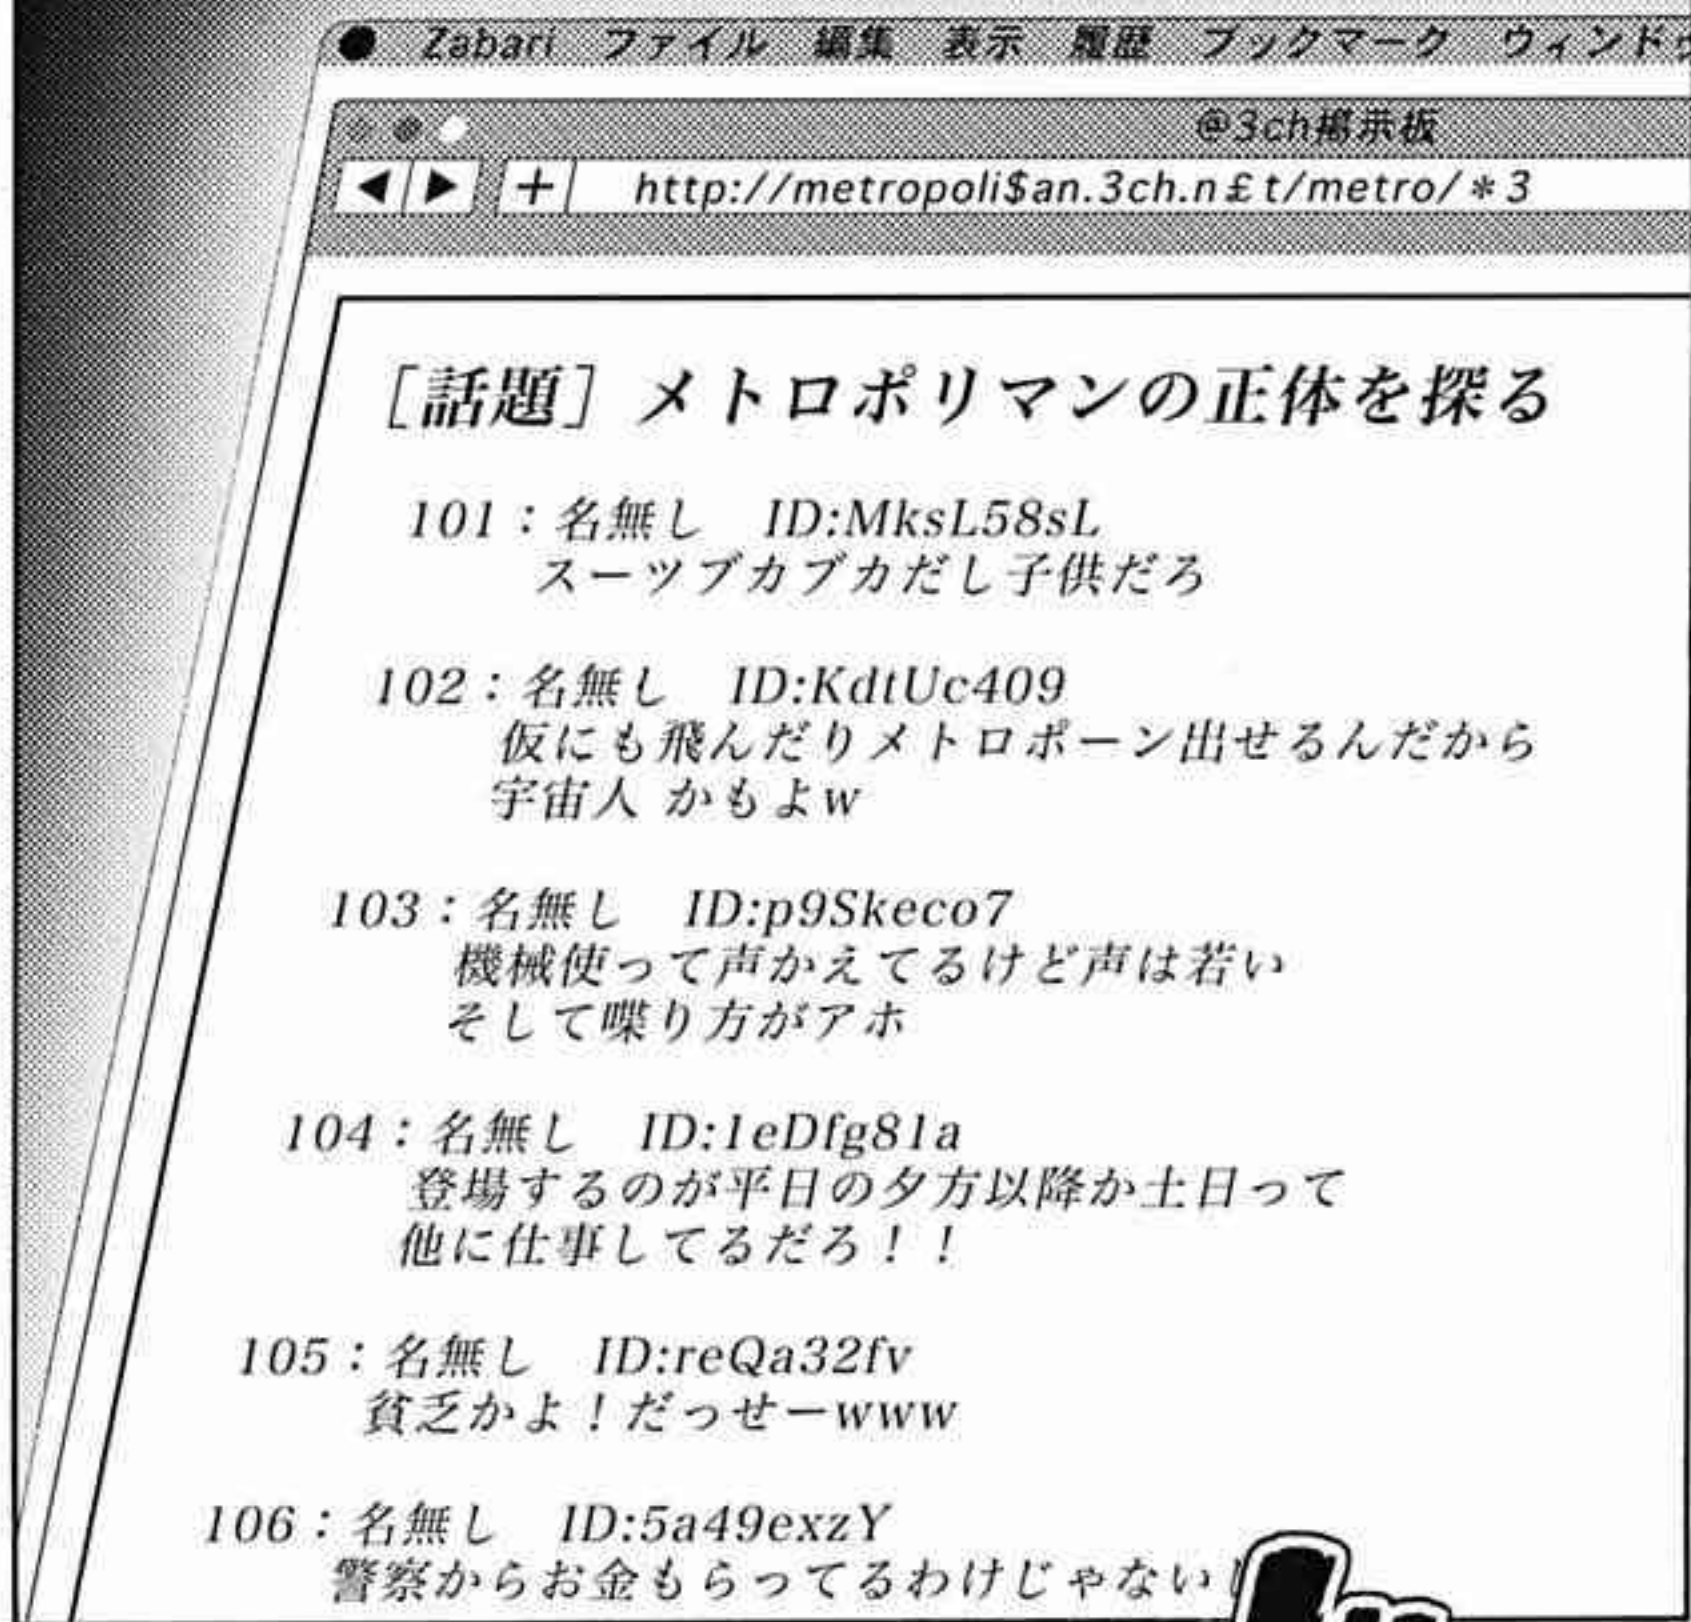 Zabari ファイル 編集 表示 履歴 ブックマーク ウィンドウ
@3ch掲示板
http://metropoli$an.3ch.n£t/metro/*3
[話題] メトロポリマンの正体を探る
101：名無し ID:MksL58sL
スーツブカブカだし子供だろ
102：名無し ID:KdtUc409
仮にも飛んだりメトロポーン出せるんだから
宇宙人 かもよw
103：名無し ID:p9Skeco7
機械使って声かえてるけど声は若い
そして喋り方がアホ
104：名無し ID:1eDfg81a
登場するのが平日の夕方以降か土日って
他に仕事してるだろ！！
105：名無し ID:reQa32fv
貧乏かよ！だっせーwww
106：名無し ID:5a49exzY
警察からお金もらってるわけじゃない